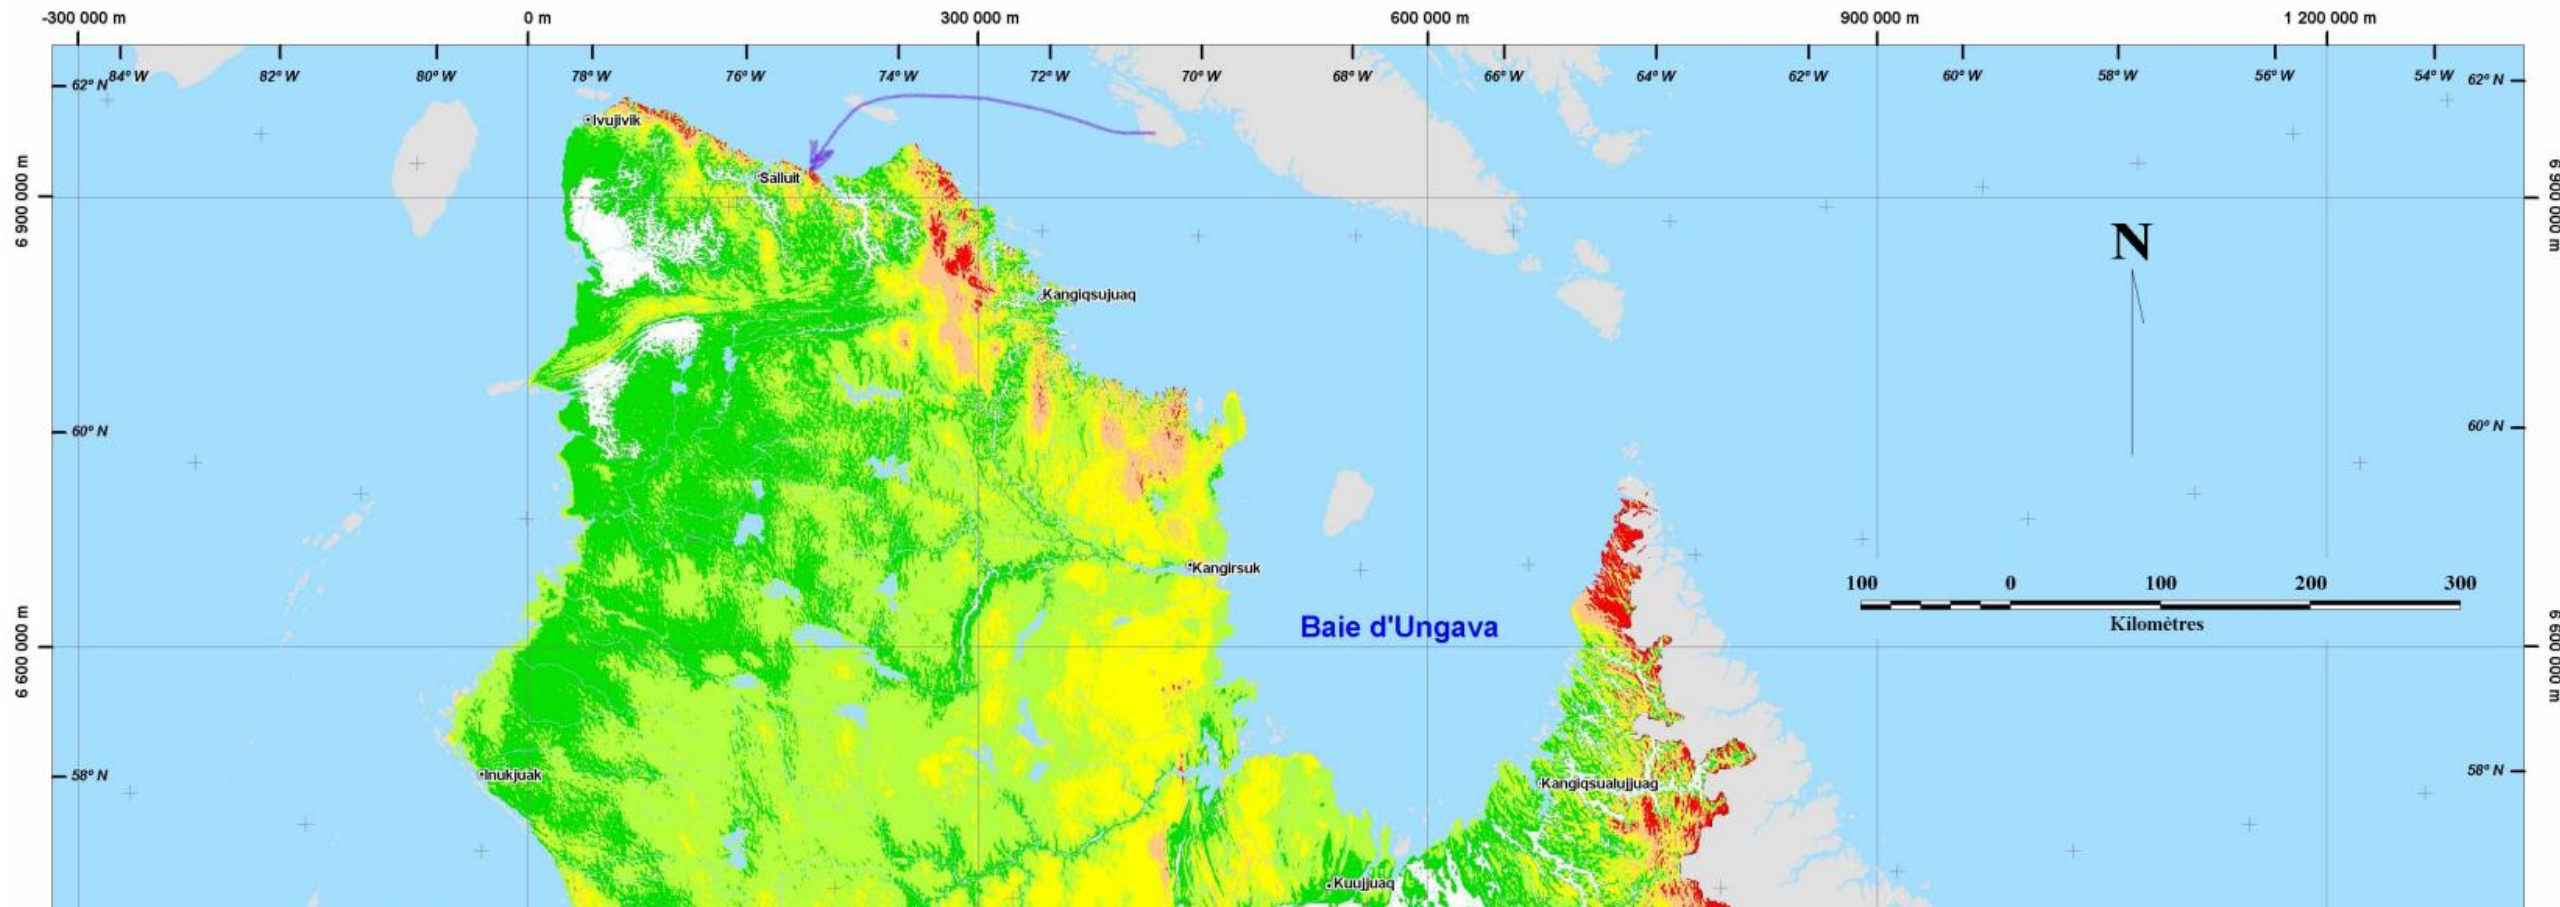 -300 000 m 0 m 300 000 m 600 000 m 900 000 m 1 200 000 m
84° W 82° W 80° W 78° W 76° W 74° W 72° W 70° W 68° W 66° W 64° W 62° W 60° W 58° W 56° W 54° W
62° N 62° N
Ivujivik
Salluit
6 900 000 m 6 900 000 m
N
Kangiqsujuaq
60° N 60° N
Kangirsuk
100 0 100 200 300
Kilomètres
Baie d'Ungava
6 600 000 m 6 600 000 m
58° N 58° N
Inukjuak
Kangiqsualujjuag
Kuujjuaq